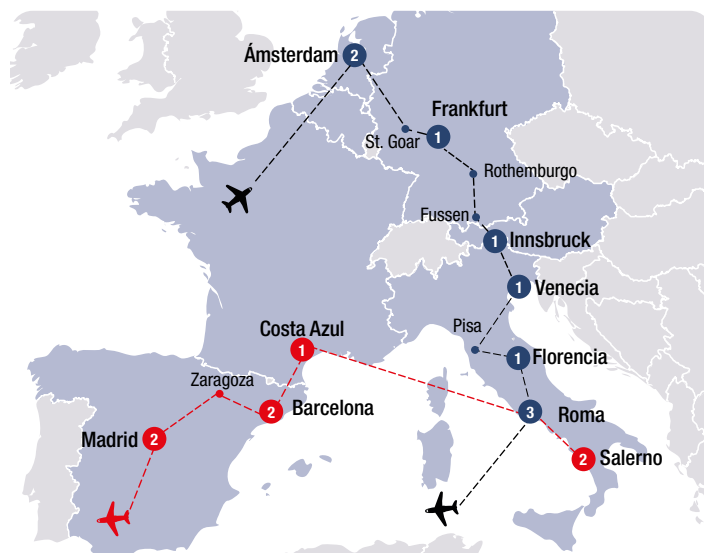 Ámsterdam
2
Frankfurt
1
St. Goar
Rothemburgo
Fussen
1
Innsbruck
1
Venecia
Costa Azul
1
Pisa
1
Florencia
Zaragoza
2
Barcelona
3
Roma
Madrid
2
2
Salerno